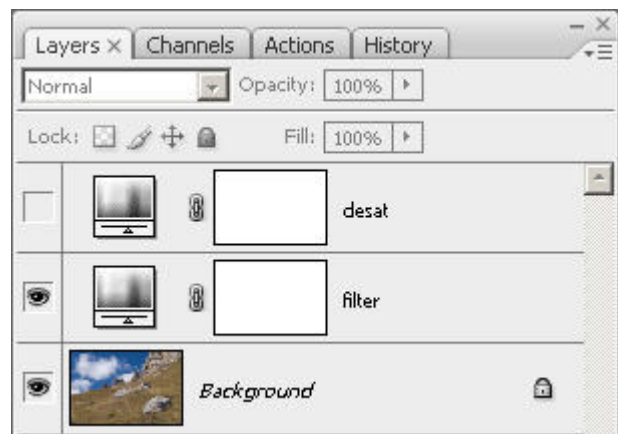 Layers × Channels Actions History
Normal Opacity: 100%
Lock: Fill: 100%
desat
filter
Background